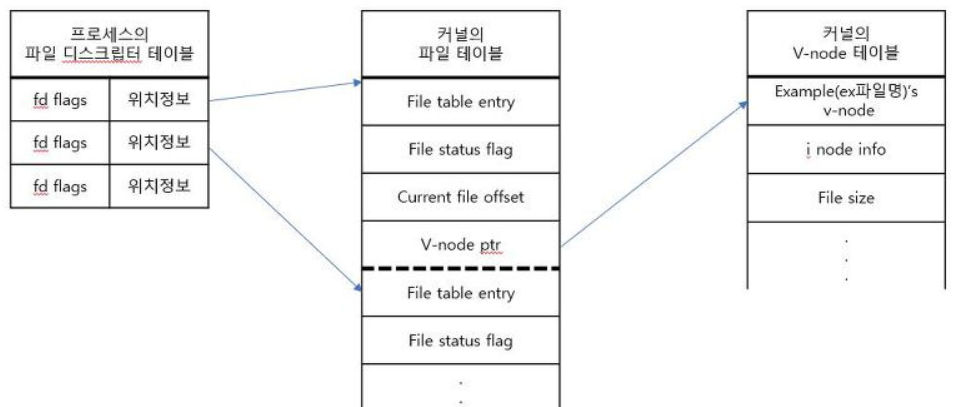 프로세스의
파일 디스크립터 테이블
fd flags 위치정보
fd flags 위치정보
fd flags 위치정보
커널의
파일 테이블
File table entry
File status flag
Current file offset
V-node ptr
File table entry
File status flag
.
.
커널의
V-node 테이블
Example(ex파일명)'s
v-node
i node info
File size
.
.
.